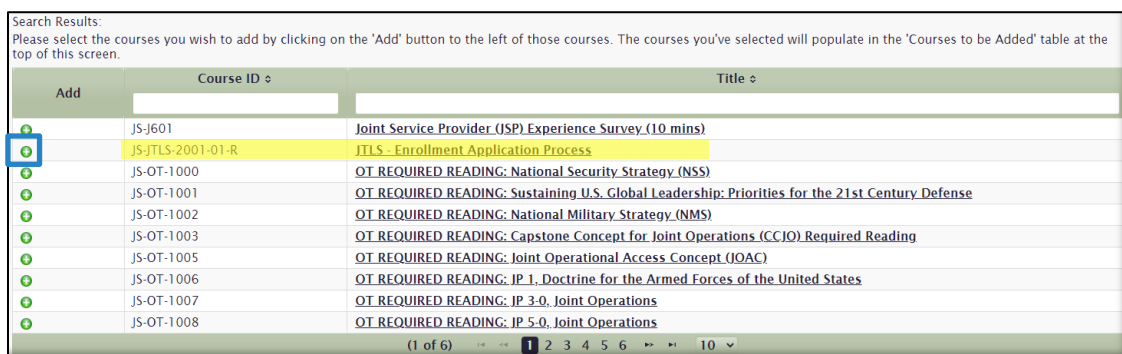 Search Results:
Please select the courses you wish to add by clicking on the 'Add' button to the left of those courses. The courses you've selected will populate in the 'Courses to be Added' table at the
top of this screen.
Add Course ID Title
JS-J601 Joint Service Provider (JSP) Experience Survey (10 mins)
JS-JTLS-2001-01-R JTLS - Enrollment Application Process
JS-OT-1000 OT REQUIRED READING: National Security Strategy (NSS)
JS-OT-1001 OT REQUIRED READING: Sustaining U.S. Global Leadership: Priorities for the 21st Century Defense
JS-OT-1002 OT REQUIRED READING: National Military Strategy (NMS)
JS-OT-1003 OT REQUIRED READING: Capstone Concept for Joint Operations (CCJO) Required Reading
JS-OT-1005 OT REQUIRED READING: Joint Operational Access Concept (JOAC)
JS-OT-1006 OT REQUIRED READING: JP 1, Doctrine for the Armed Forces of the United States
JS-OT-1007 OT REQUIRED READING: JP 3-0, Joint Operations
JS-OT-1008 OT REQUIRED READING: JP 5-0, Joint Operations
(1 of 6) 1 2 3 4 5 6 10